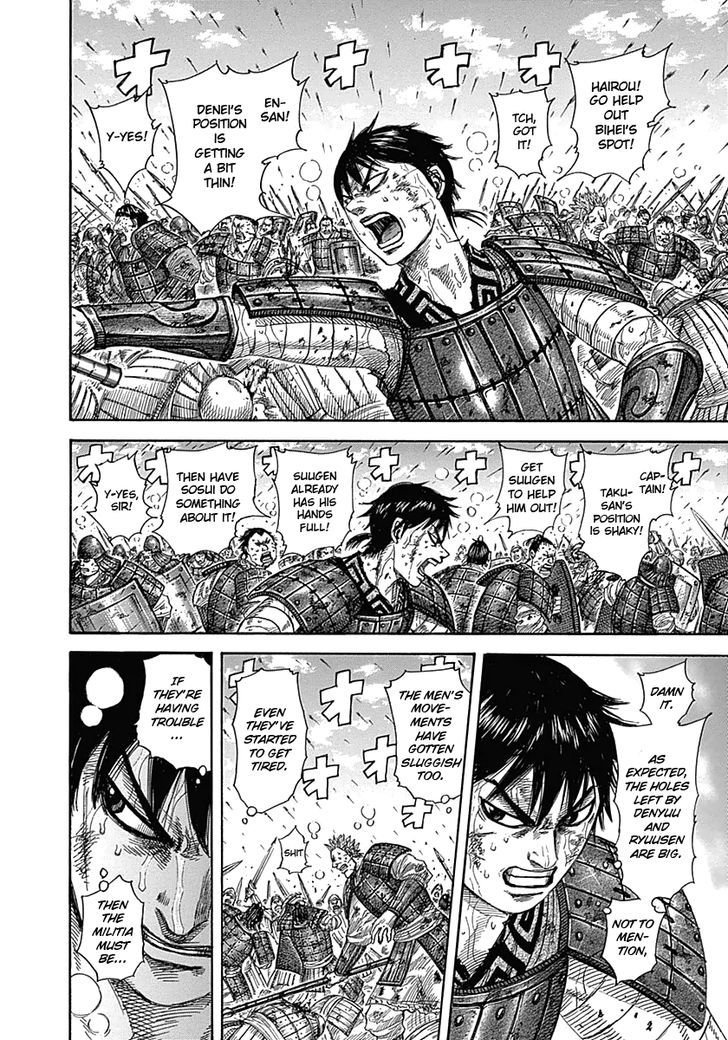 HAIROU!
GO HELP
OUT
BIHEI'S
SPOT!
TCH,
GOT
IT!
EN-
SAN!
DENEI'S
POSITION
IS
GETTING
A BIT
THIN!
Y-YES!
オ
オ
オ
オ
CAP-
TAIN!
TAKU-
SAN'S
POSITION
IS SHAKY!
GET
SUUGEN
TO HELP
HIM OUT!
SUUGEN
ALREADY
HAS HIS
HANDS
FULL!
THEN HAVE
SOSUI DO
SOMETHING
ABOUT IT!
Y-YES,
SIR!
オ
オ
オ
オ
オ
オ
DAMN
IT.
AS
EXPECTED,
THE HOLES
LEFT BY
DENYUU
AND
RYUUSEN
ARE BIG.
NOT TO
MEN-
TION,
THE MEN'S
MOVE-
MENTS
HAVE
GOTTEN
SLUGGISH
TOO.
EVEN
THEY'VE
STARTED
TO GET
TIRED.
SHIT
オ
オ
オ
オ
オ
IF
THEY'RE
HAVING
TROUBLE
...
THEN
THE
MILITIA
MUST
BE...